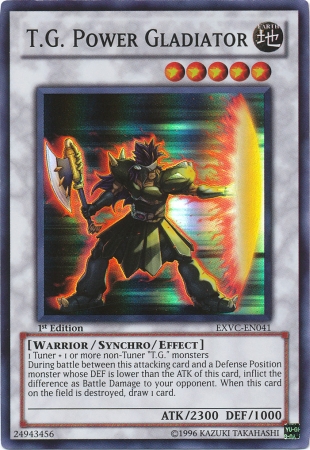 T.G. POWER GLADIATOR
EARTH
地
1st Edition
EXVC-EN041
[WARRIOR / SYNCHRO/ EFFECT]
1 Tuner + 1 or more non-Tuner "T.G." monsters
During battle between this attacking card and a Defense Position
monster whose DEF is lower than the ATK of this card, inflict the
difference as Battle Damage to your opponent. When this card
on the field is destroyed, draw 1 card.
ATK/2300 DEF/1000
24943456
©1996 KAZUKI TAKAHASHI